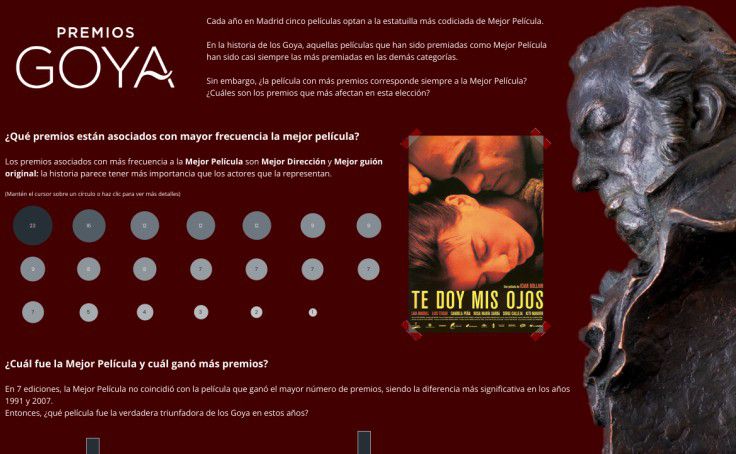 PREMIOS
GOYA
Cada año en Madrid cinco películas optan a la estatuilla más codiciada de Mejor Película.
En la historia de los Goya, aquellas películas que han sido premiadas como Mejor Película
han sido casi siempre las más premiadas en las demás categorías.
Sin embargo, ¿la película con más premios corresponde siempre a la Mejor Película?
¿Cuáles son los premios que más afectan en esta elección?
¿Qué premios están asociados con mayor frecuencia la mejor película?
Los premios asociados con más frecuencia a la Mejor Película son Mejor Dirección y Mejor guión
original: la historia parece tener más importancia que los actores que la representan.
(Mantén el cursor sobre un círculo o haz clic para ver más detalles)
23 16 12 12 12 9 9
7 7 7
7 5 4 3 2 1
TE DOY MIS OJOS
¿Cuál fue la Mejor Película y cuál ganó más premios?
En 7 ediciones, la Mejor Película no coincidió con la película que ganó el mayor número de premios, siendo la diferencia más significativa en los años
1991 y 2007.
Entonces, ¿qué película fue la verdadera triunfadora de los Goya en estos años?